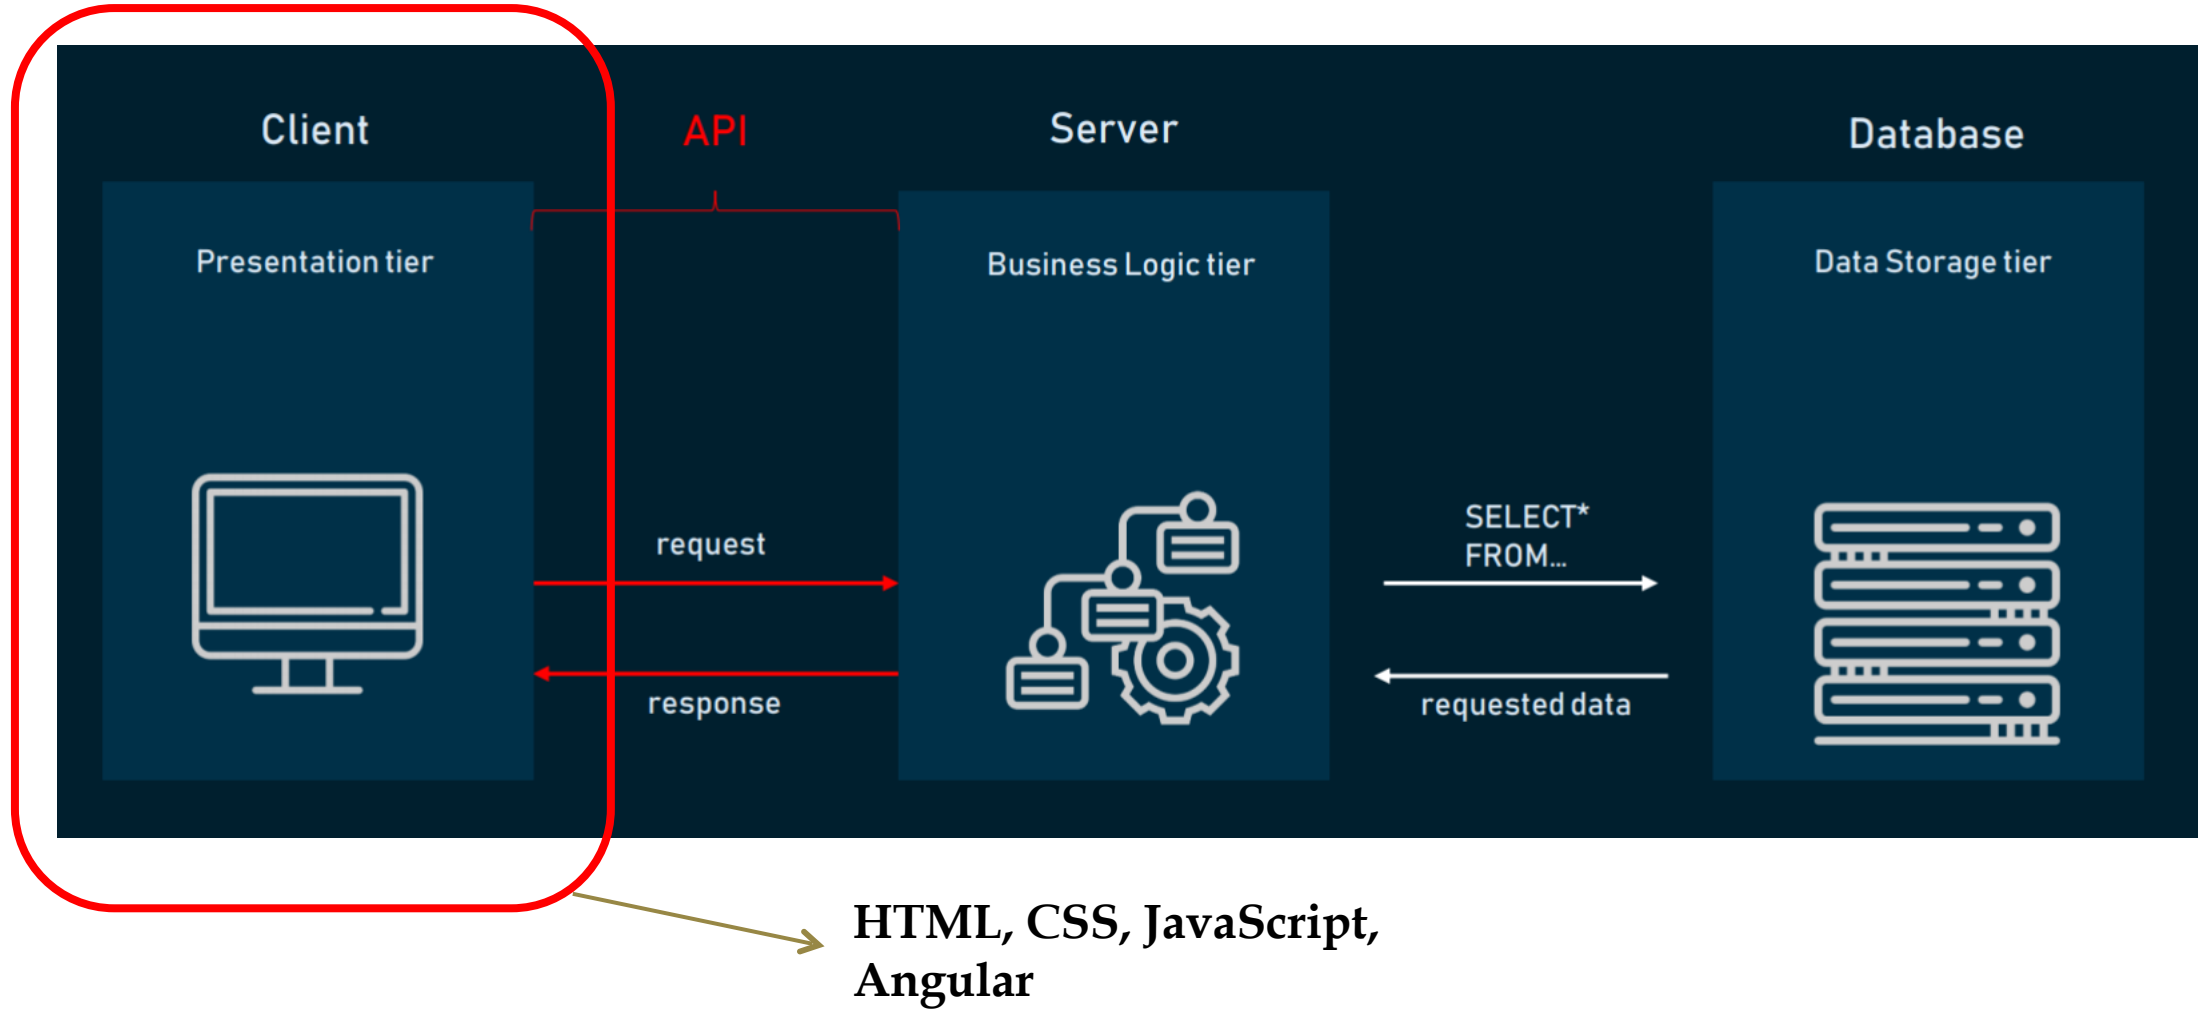 Client
API
Server
Database
Presentation tier
Business Logic tier
Data Storage tier
request
response
SELECT*
FROM...
requested data
HTML, CSS, JavaScript,
Angular